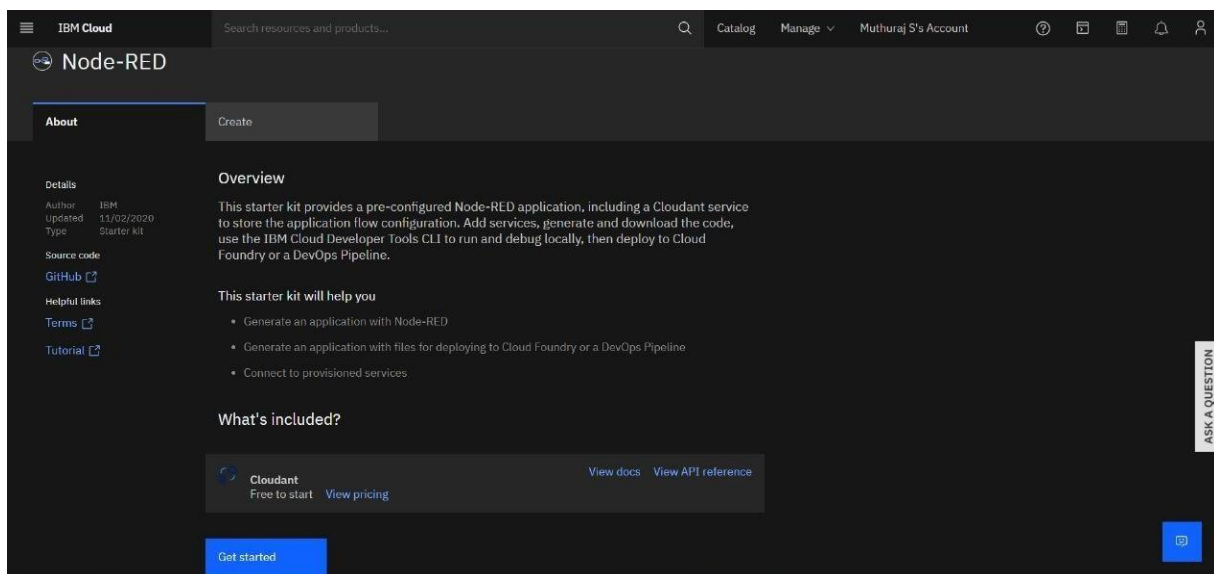 IBM Cloud
Search resources and products...
Catalog
Manage
Muthuraj S's Account
Node-RED
About
Create
Details
Author IBM
Updated 11/02/2020
Type Starter kit
Source code
GitHub
Helpful links
Terms
Tutorial
Overview
This starter kit provides a pre-configured Node-RED application, including a Cloudant service
to store the application flow configuration. Add services, generate and download the code,
use the IBM Cloud Developer Tools CLI to run and debug locally, then deploy to Cloud
Foundry or a DevOps Pipeline.
This starter kit will help you
• Generate an application with Node-RED
• Generate an application with files for deploying to Cloud Foundry or a DevOps Pipeline
• Connect to provisioned services
What's included?
Cloudant
Free to start View pricing
View docs View API reference
Get started
ASK A QUESTION